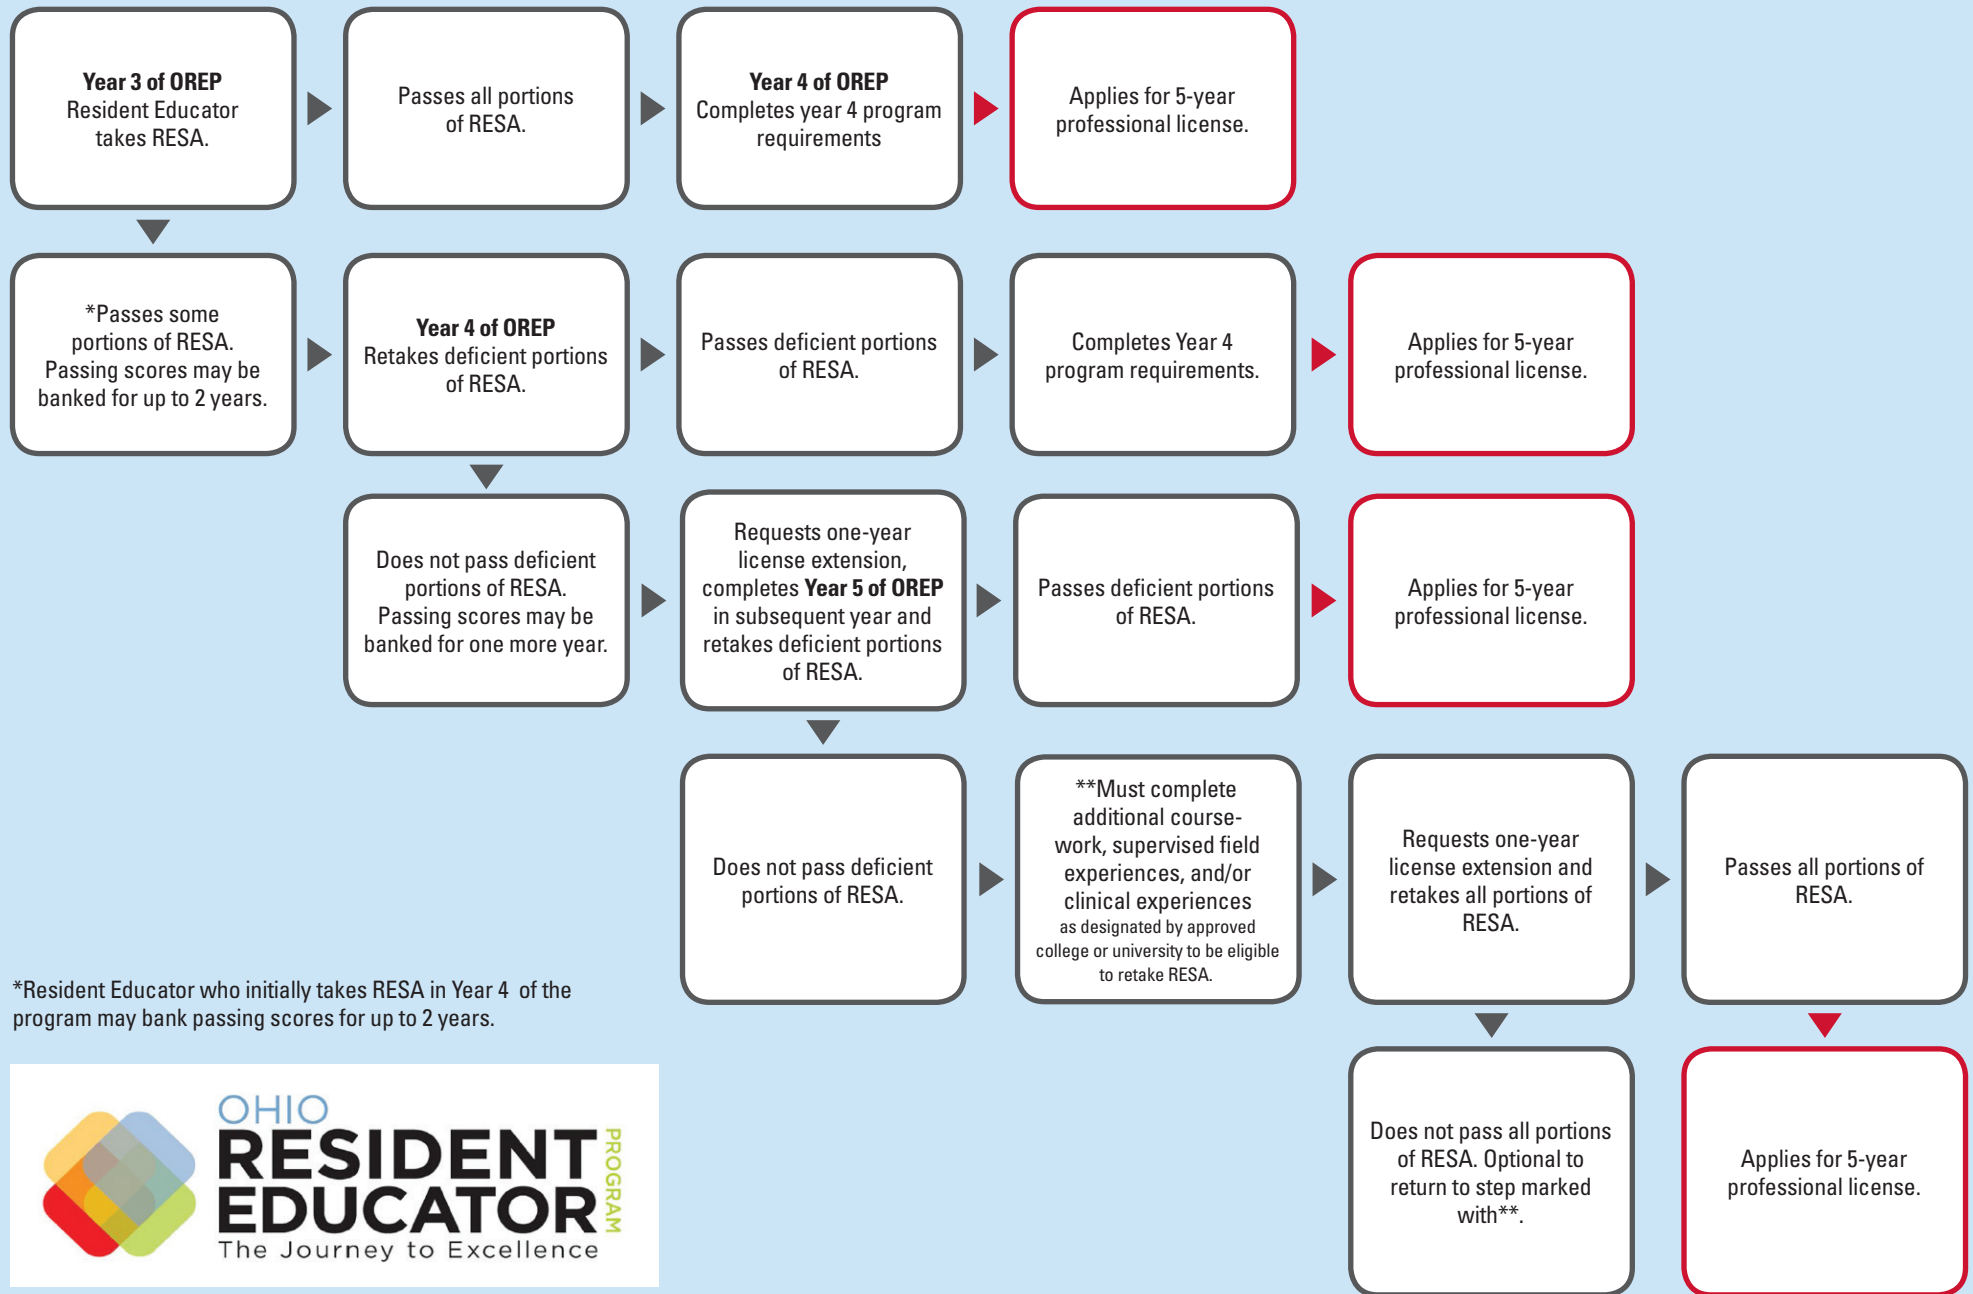 Year 3 of OREP
Resident Educator
takes RESA.
Passes all portions
of RESA.
Year 4 of OREP
Completes year 4 program
requirements
Applies for 5-year
professional license.
*Passes some
portions of RESA.
Passing scores may be
banked for up to 2 years.
Year 4 of OREP
Retakes deficient portions
of RESA.
Passes deficient portions
of RESA.
Completes Year 4
program requirements.
Applies for 5-year
professional license.
Does not pass deficient
portions of RESA.
Passing scores may be
banked for one more year.
Requests one-year
license extension,
completes Year 5 of OREP
in subsequent year and
retakes deficient portions
of RESA.
Passes deficient portions
of RESA.
Applies for 5-year
professional license.
Does not pass deficient
portions of RESA.
**Must complete
additional course-
work, supervised field
experiences, and/or
clinical experiences
as designated by approved
college or university to be eligible
to retake RESA.
Requests one-year
license extension and
retakes all portions of
RESA.
Passes all portions of
RESA.
Does not pass all portions
of RESA. Optional to
return to step marked
with**.
Applies for 5-year
professional license.
*Resident Educator who initially takes RESA in Year 4 of the
program may bank passing scores for up to 2 years.
OHIO
RESIDENT
EDUCATOR
PROGRAM
The Journey to Excellence